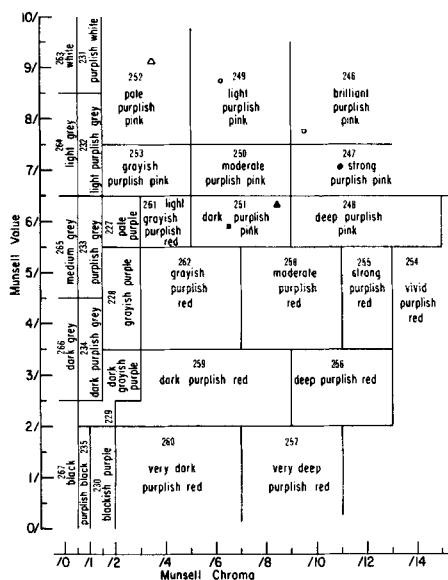 10/
9/
8/
7/
6/
5/
4/
3/
2/
1/
0/
Munsell Value
263
white
264
light grey
265
medium grey
266
dark grey
267
black
231
purplish white
232
light purplish grey
233
purplish grey
234
dark purplish grey
235
purplish black
252
pale
purplish
pink
249
light
purplish
pink
246
brilliant
purplish
pink
253
grayish
purplish pink
250
moderate
purplish pink
247
strong
purplish pink
227
pale
purple
261 light
grayish
purplish
red
251
dark purplish
pink
248
deep purplish
pink
228
grayish purple
262
grayish
purplish
red
258
moderate
purplish
red
255
strong
purplish
red
254
vivid
purplish
red
dark
grayish
purple
229
259
dark purplish red
256
deep purplish red
230
blackish purple
260
very dark
purplish red
257
very deep
purplish red
/0 /1 /2 /4 /6 /8 /10 /12 /14
Munsell Chroma